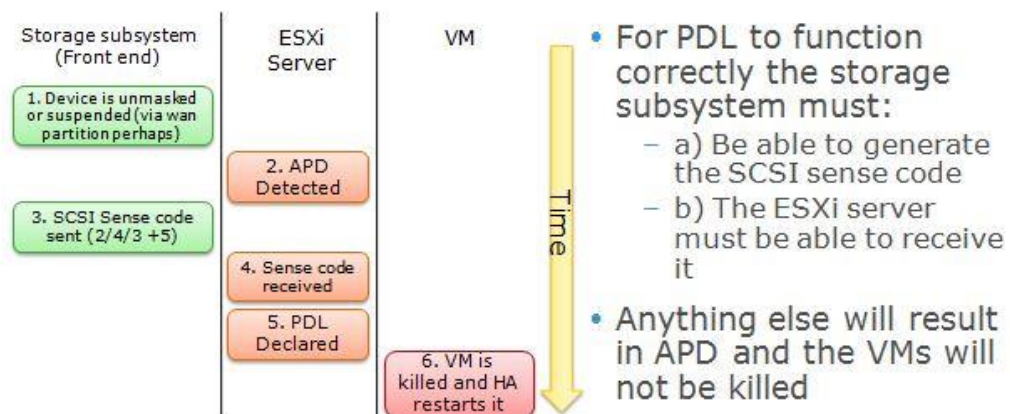 Storage subsystem
(Front end)
ESXi
Server
VM
1. Device is unmasked
or suspended (via wan
partition perhaps)
2. APD
Detected
3. SCSI Sense code
sent (2/4/3 +5)
4. Sense code
received
5. PDL
Declared
6. VM is
killed and HA
restarts it
Time
• For PDL to function
correctly the storage
subsystem must:
– a) Be able to generate
the SCSI sense code
– b) The ESXi server
must be able to receive
it
• Anything else will result
in APD and the VMs will
not be killed